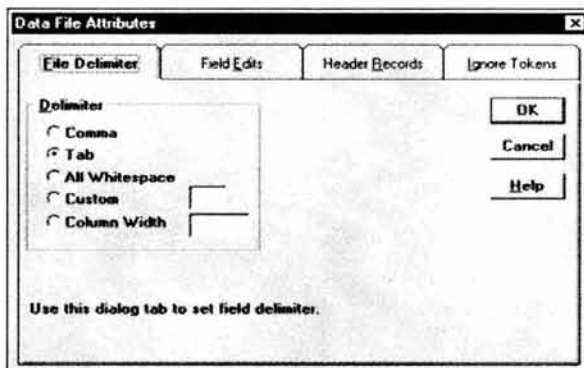 Data File Attributes
File Delimiter
Field Edits
Header Records
Ignore Tokens
Delimiter
Comma
Tab
All Whitespace
Custom
Column Width
OK
Cancel
Help
Use this dialog tab to set field delimiter.